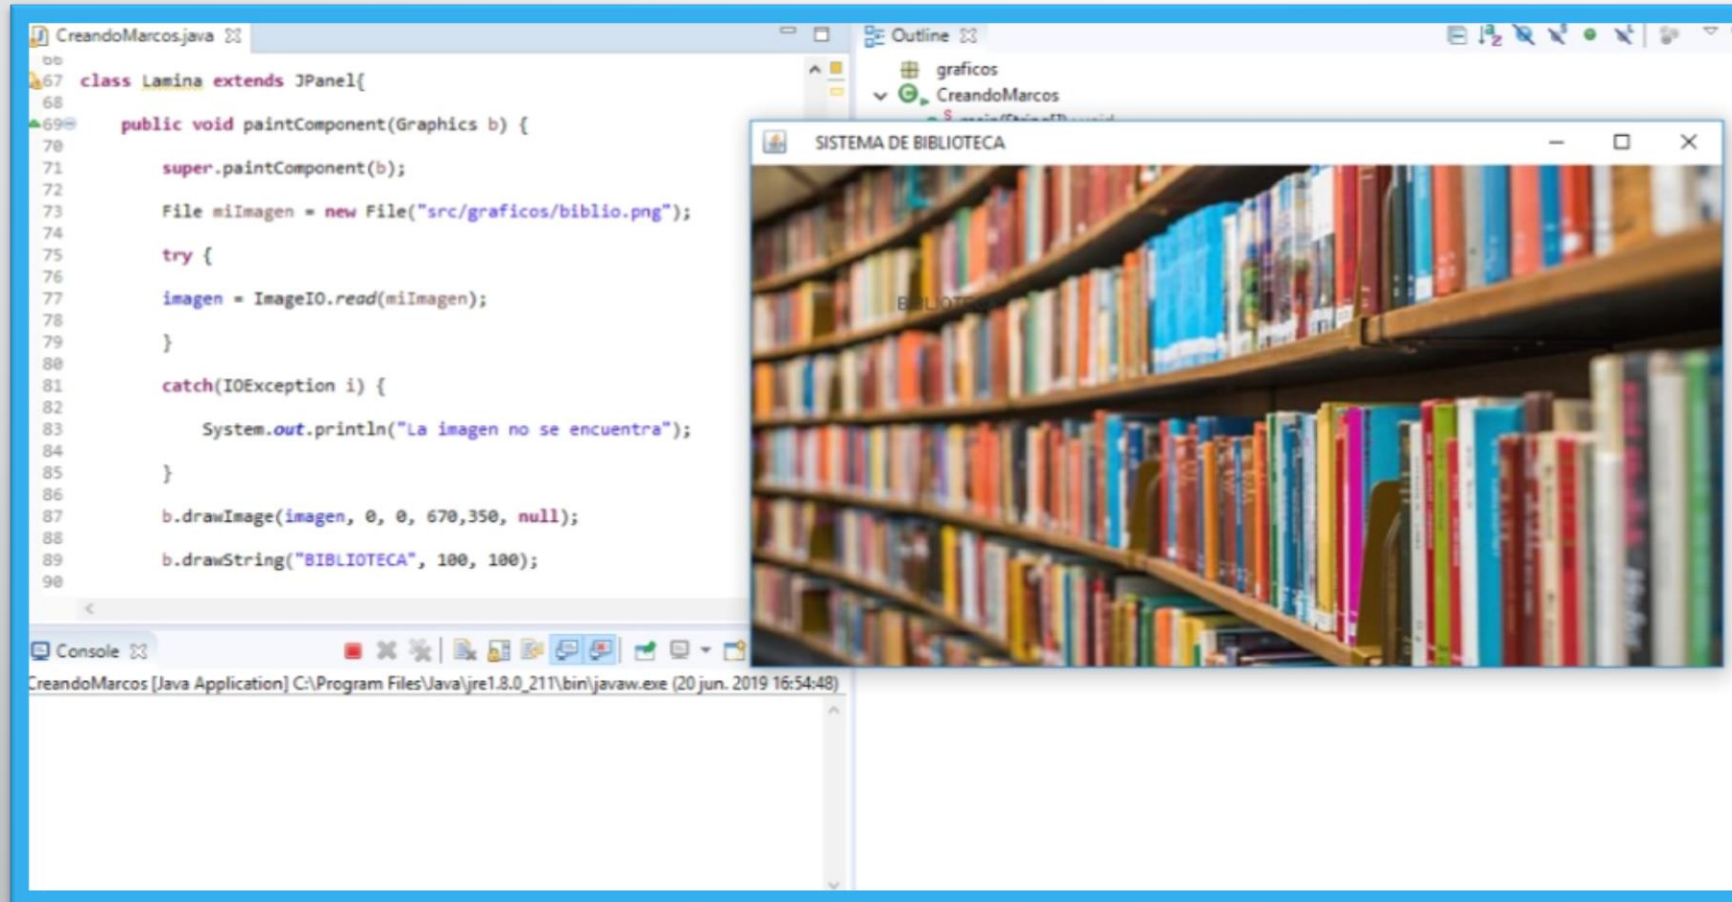 CreandoMarcos.java
66
67 class Lamina extends JPanel{
68
69 public void paintComponent(Graphics b) {
70
71 super.paintComponent(b);
72
73 File miImagen = new File("src/graficos/biblio.png");
74
75 try {
76
77 imagen = ImageIO.read(miImagen);
78
79 }
80
81 catch(IOException i) {
82
83 System.out.println("La imagen no se encuentra");
84
85 }
86
87 b.drawImage(imagen, 0, 0, 670,350, null);
88
89 b.drawString("BIBLIOTECA", 100, 100);
90
Outline
graficos
CreandoMarcos
main(String[]) : void
SISTEMA DE BIBLIOTECA
BIBLIOTECA
Console
CreandoMarcos [Java Application] C:\Program Files\Java\jre1.8.0_211\bin\javaw.exe (20 jun. 2019 16:54:48)